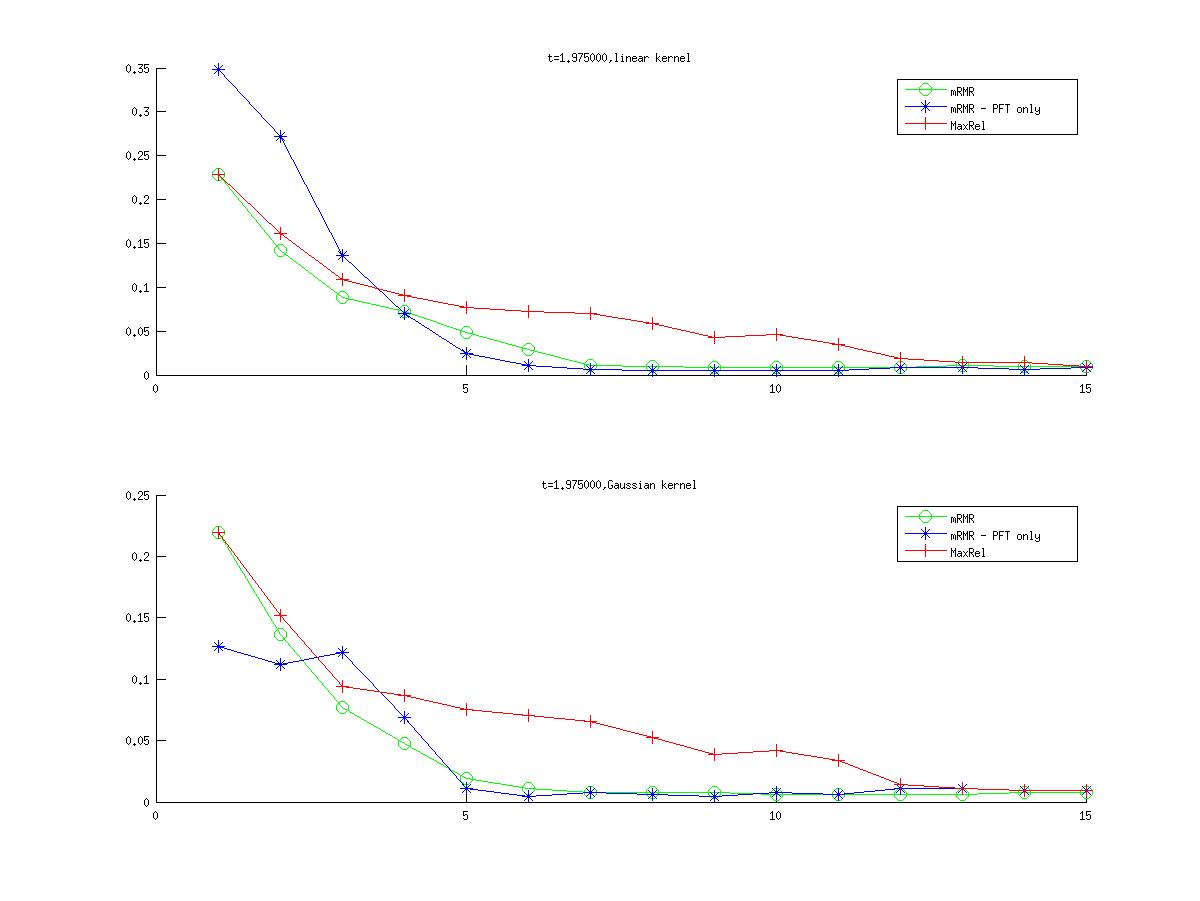 t=1.975000,linear kernel
0.35
0.3
0.25
0.2
0.15
0.1
0.05
0
0
5
10
15
mRMR
mRMR - PFT only
MaxRel
t=1.975000,Gaussian kernel
0.25
0.2
0.15
0.1
0.05
0
0
5
10
15
mRMR
mRMR - PFT only
MaxRel